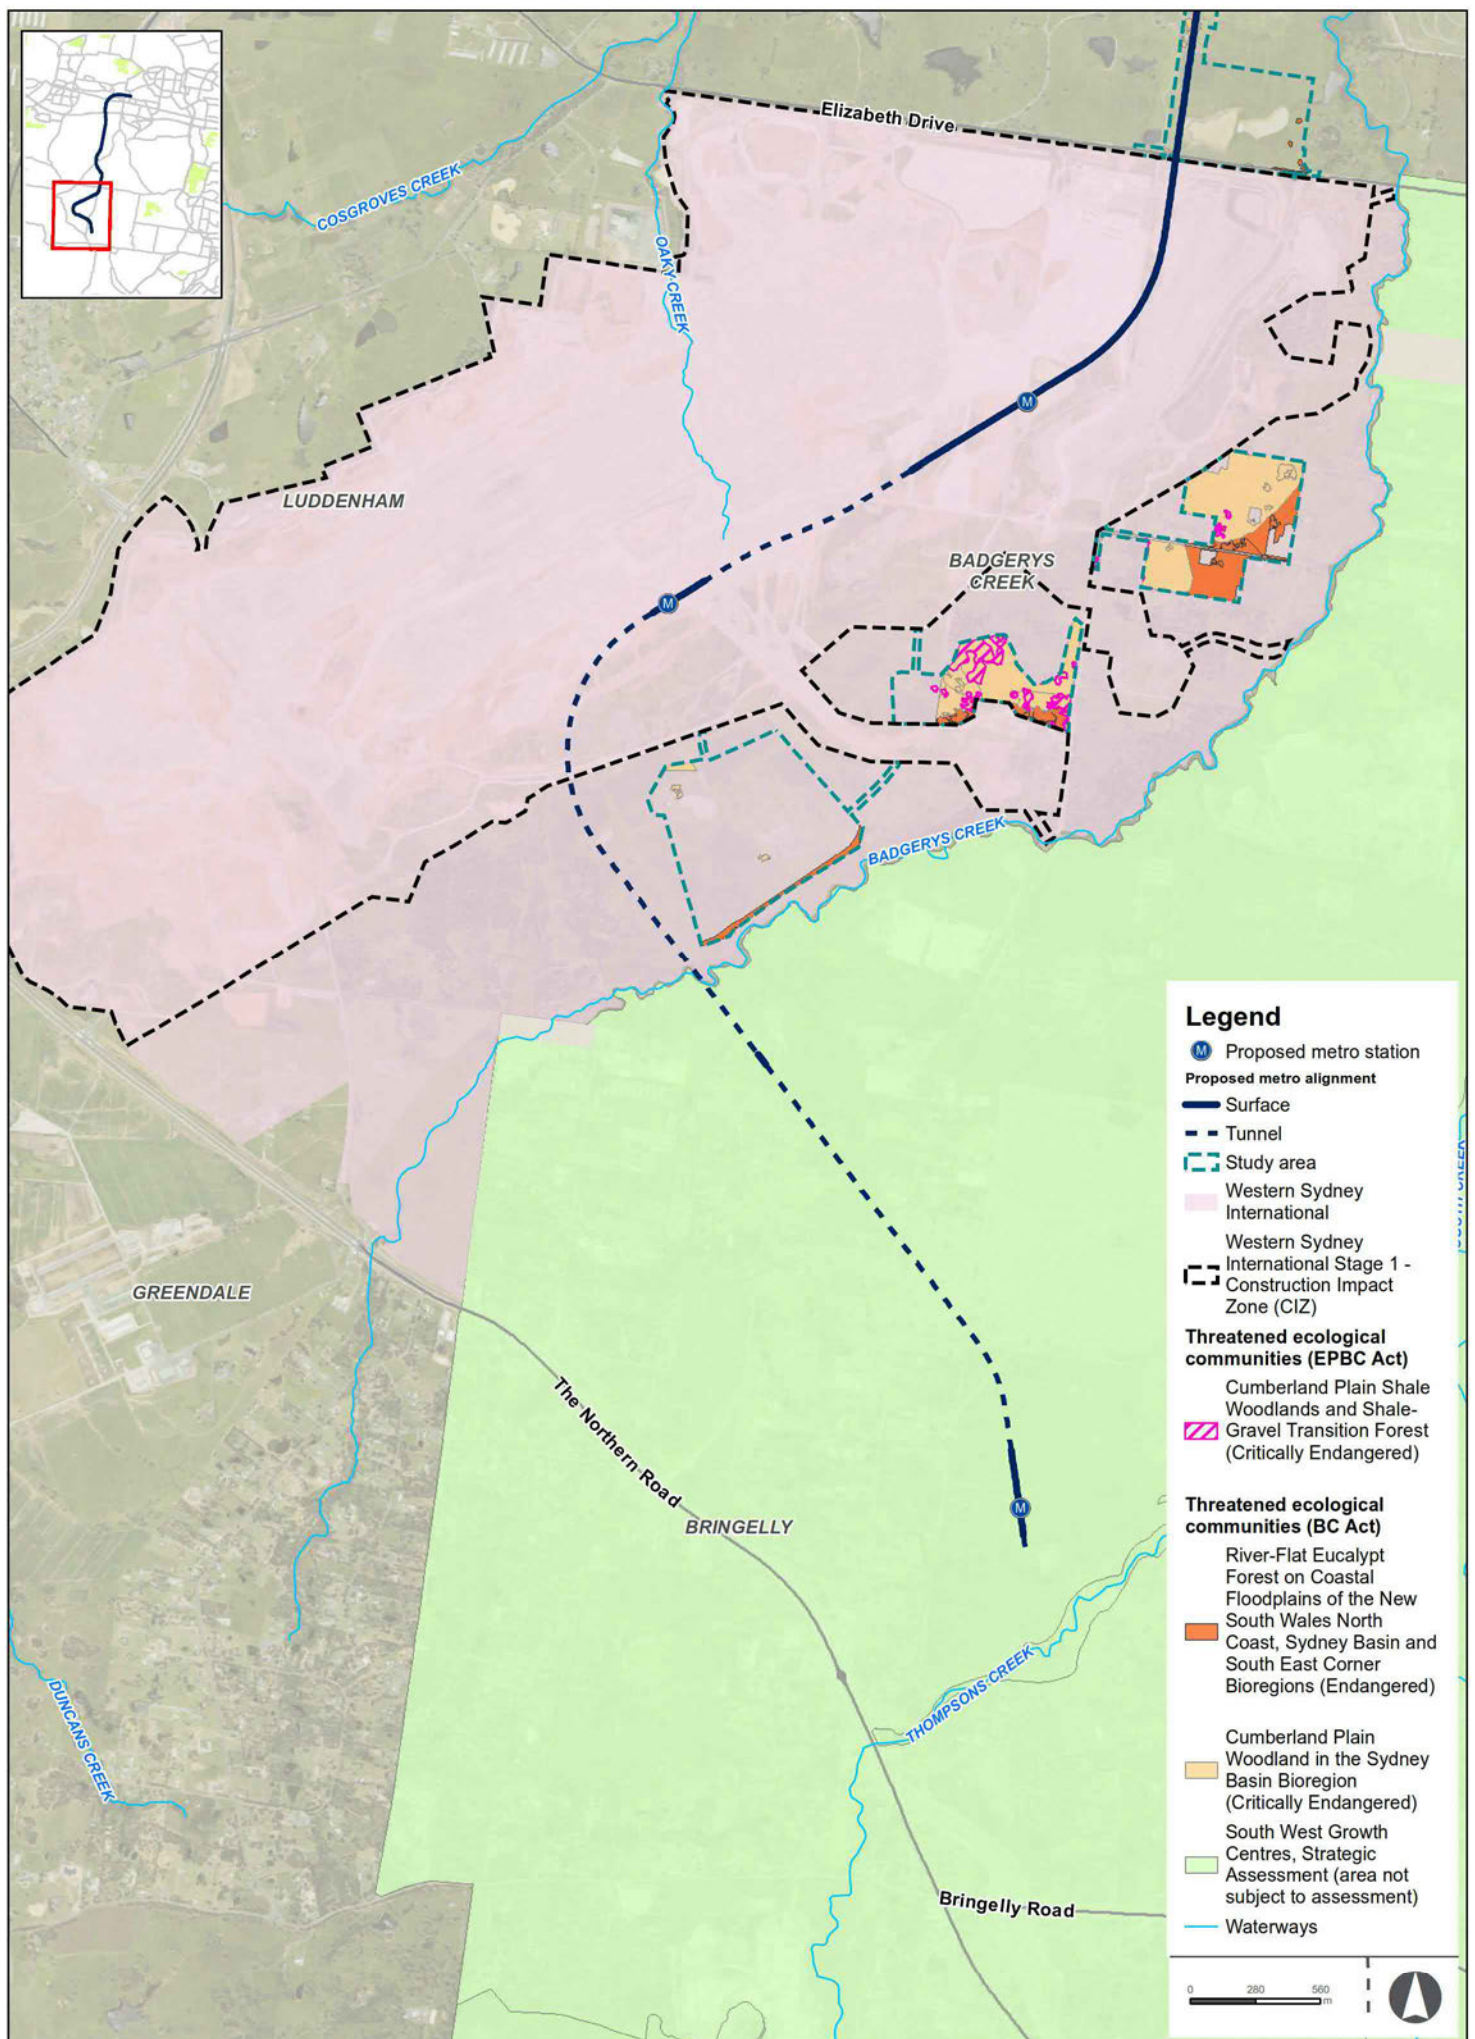 Elizabeth Drive
COSGROVES CREEK
OAKY CREEK
M
LUDDENHAM
BADGERYS
CREEK
M
BADGERYS CREEK
GREENDALE
The Northern Road
M
BRINGELLY
THOMPSONS CREEK
DUNCANS CREEK
Bringelly Road
Legend
M Proposed metro station
Proposed metro alignment
Surface
Tunnel
Study area
Western Sydney
International
Western Sydney
International Stage 1 -
Construction Impact
Zone (CIZ)
Threatened ecological
communities (EPBC Act)
Cumberland Plain Shale
Woodlands and Shale-
Gravel Transition Forest
(Critically Endangered)
Threatened ecological
communities (BC Act)
River-Flat Eucalypt
Forest on Coastal
Floodplains of the New
South Wales North
Coast, Sydney Basin and
South East Corner
Bioregions (Endangered)
Cumberland Plain
Woodland in the Sydney
Basin Bioregion
(Critically Endangered)
South West Growth
Centres, Strategic
Assessment (area not
subject to assessment)
Waterways
0 280 560
m